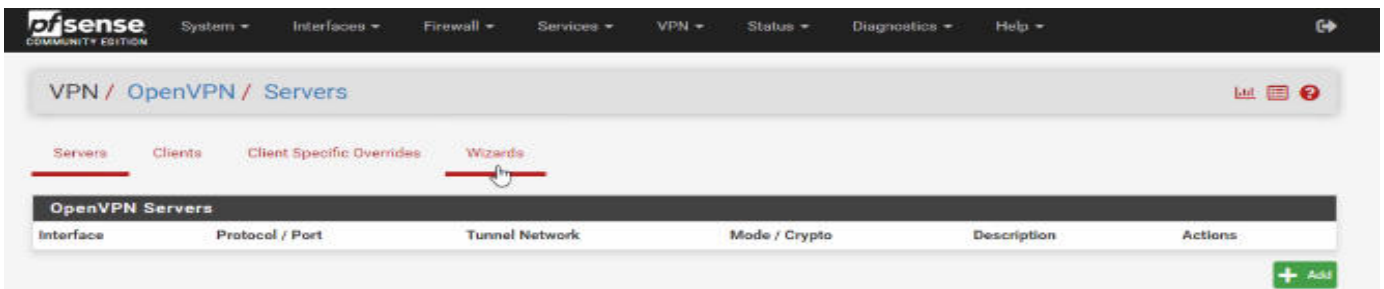 pfsense System Interfaces Firewall Services VPN Status Diagnostics Help
COMMUNITY EDITION
VPN / OpenVPN / Servers
Servers Clients Client Specific Overrides Wizards
OpenVPN Servers
Interface Protocol / Port Tunnel Network Mode / Crypto Description Actions
+ Add